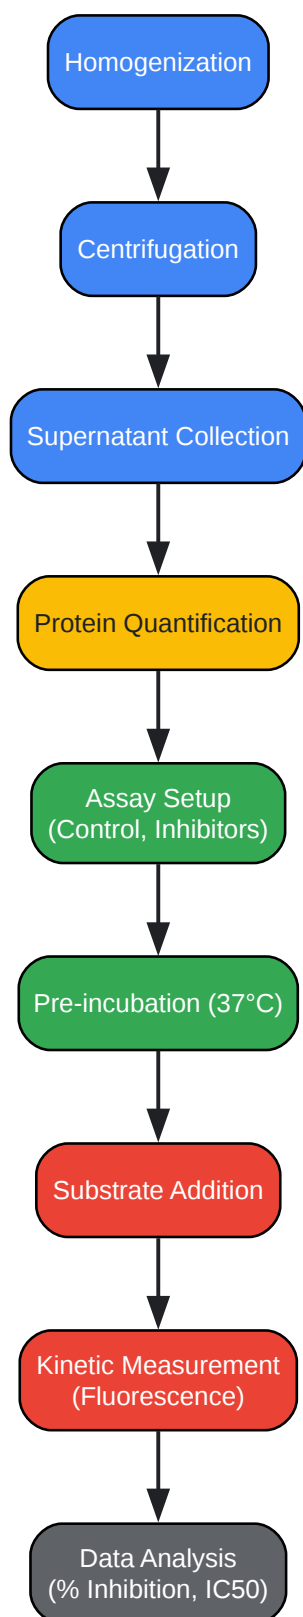 Homogenization
Centrifugation
Supernatant Collection
Protein Quantification
Assay Setup
(Control, Inhibitors)
Pre-incubation (37°C)
Substrate Addition
Kinetic Measurement
(Fluorescence)
Data Analysis
(% Inhibition, IC50)